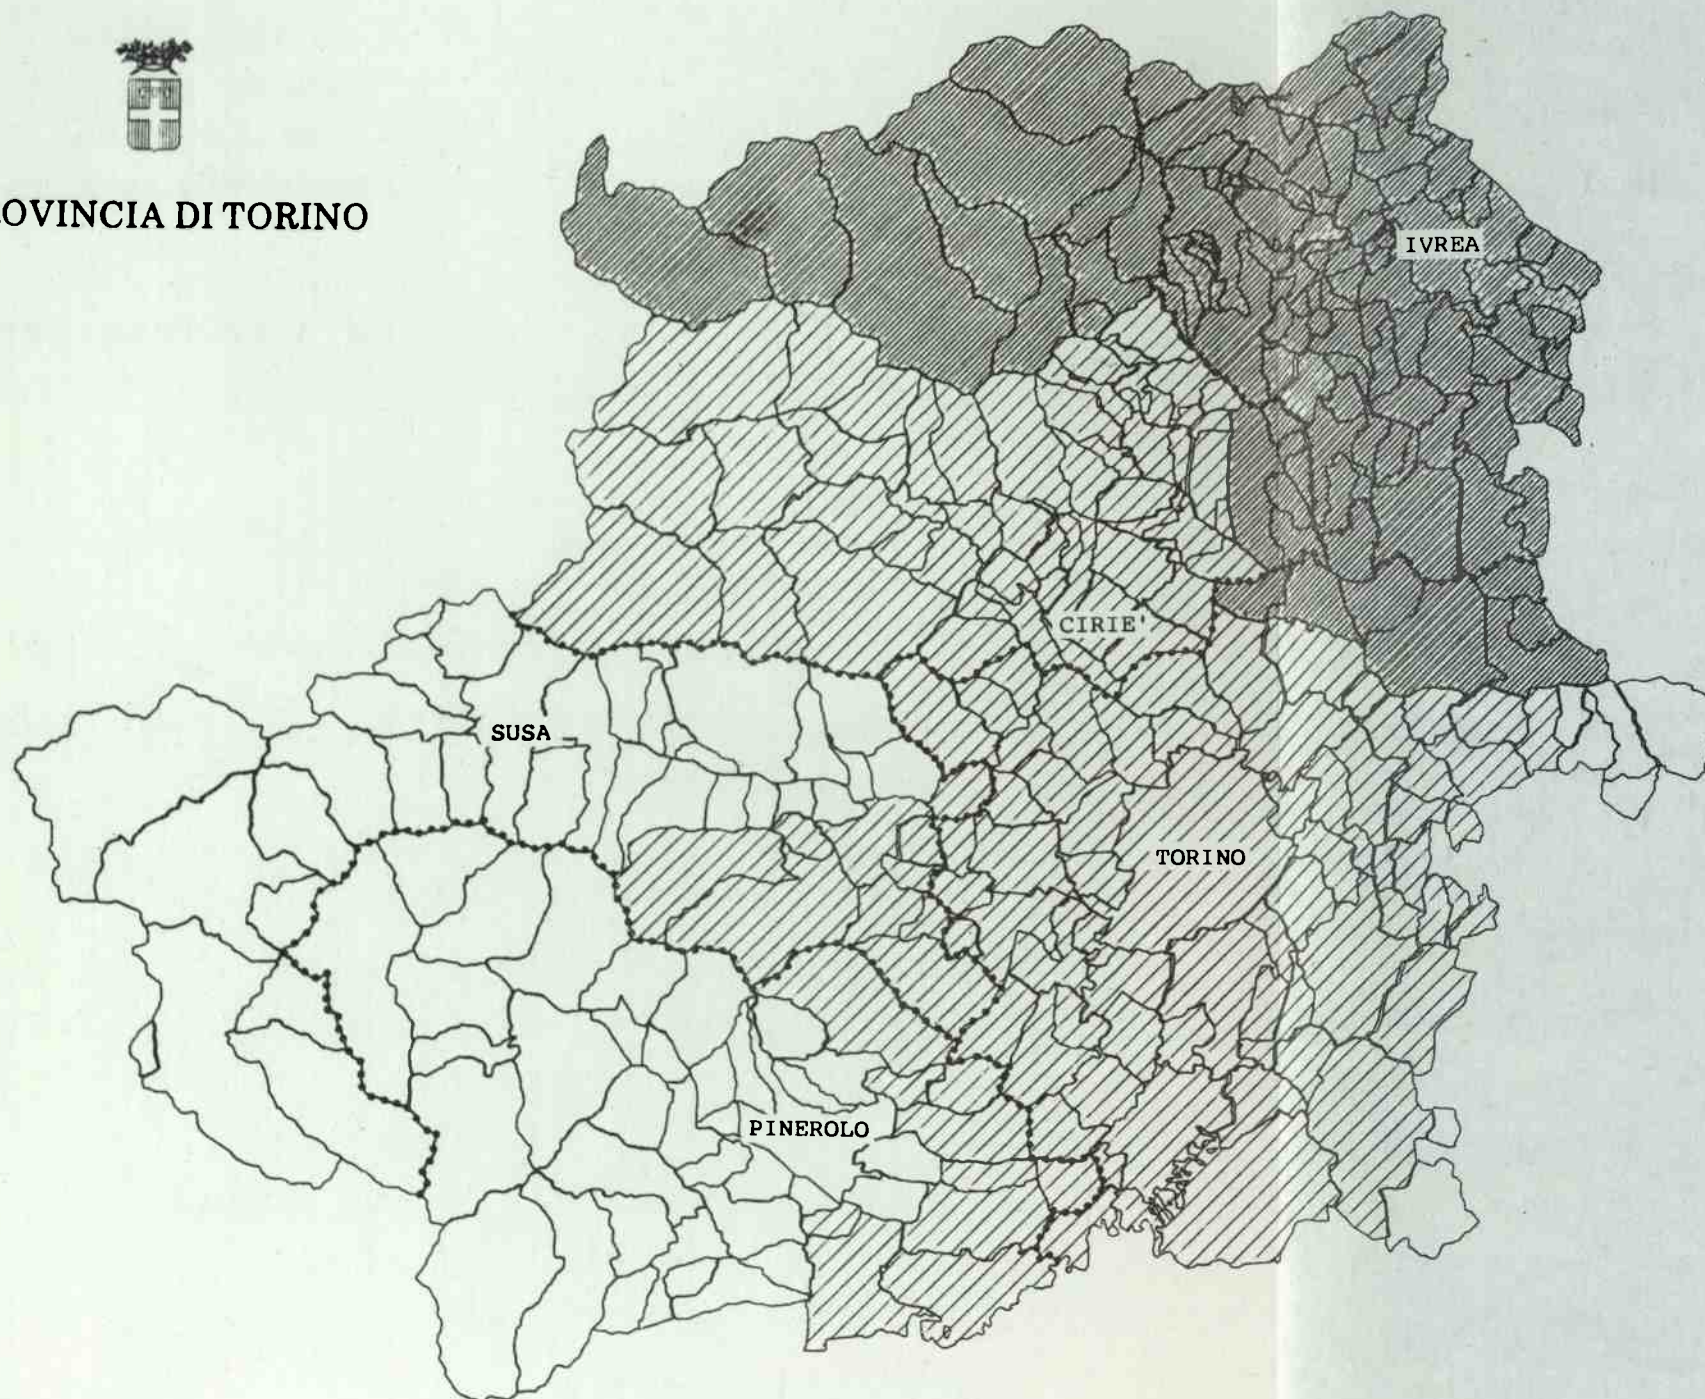 OVINCIA DI TORINO
IVREA
CIRIE'
SUSA
TORINO
PINEROLO